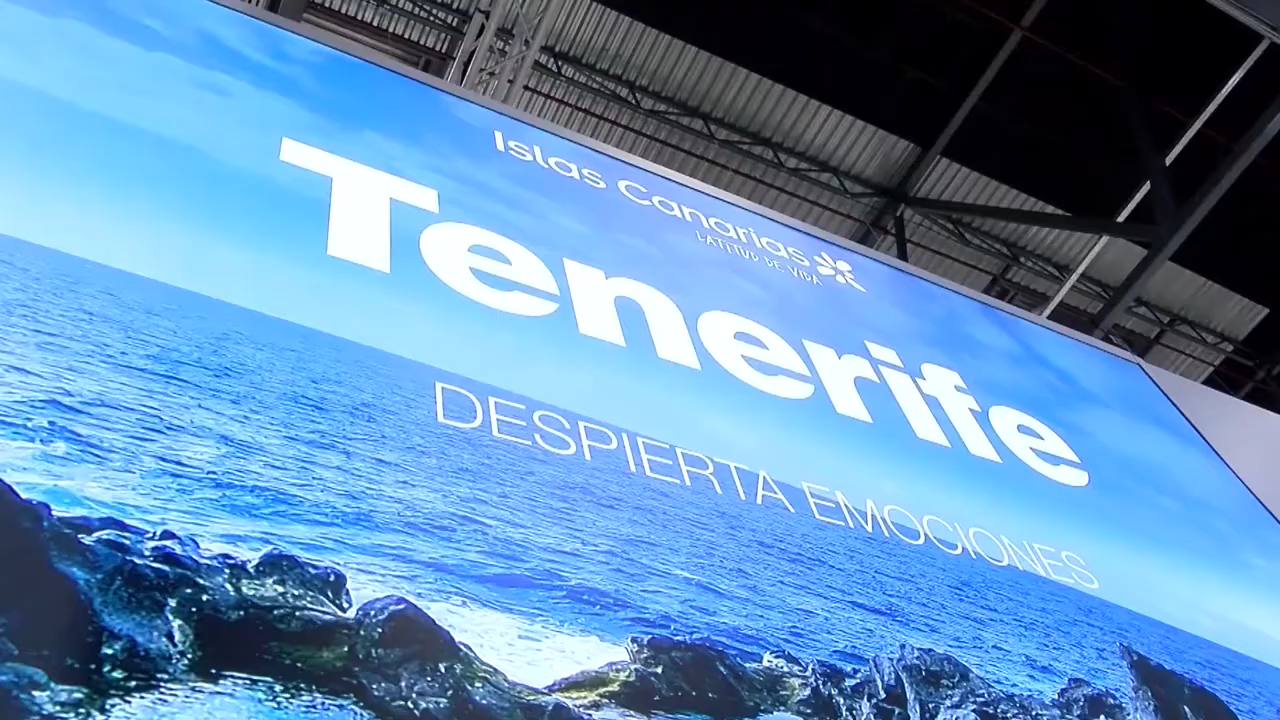 Islas Canarias
LATITUD DE VIDA
Tenerife
DESPIERTA EMOCIONES